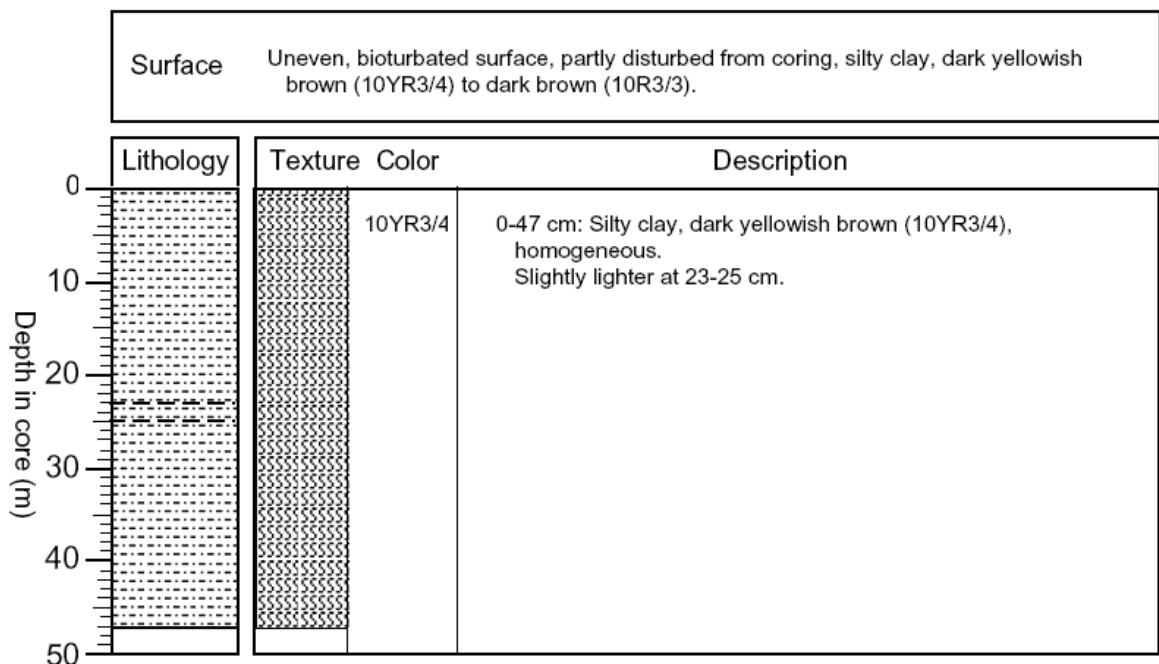 Surface
Uneven, bioturbated surface, partly disturbed from coring, silty clay, dark yellowish
brown (10YR3/4) to dark brown (10R3/3).
Lithology
Texture Color
Description
0
10
20
30
40
50
Depth in core (m)
10YR3/4
0-47 cm: Silty clay, dark yellowish brown (10YR3/4),
homogeneous.
Slightly lighter at 23-25 cm.